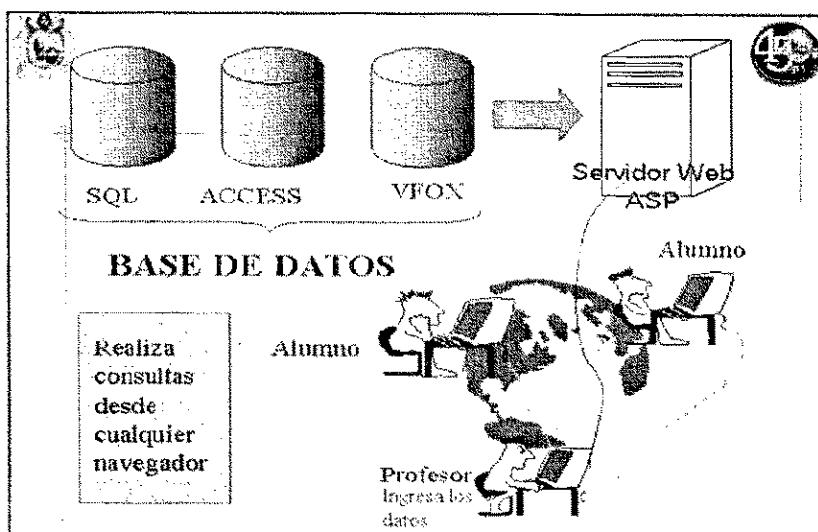 SQL
ACCESS
VFOX
Servidor Web
ASP
BASE DE DATOS
Alumno
Alumno
Realiza
consultas
desde
cualquier
navegador
Profesor
Ingresa los
datos